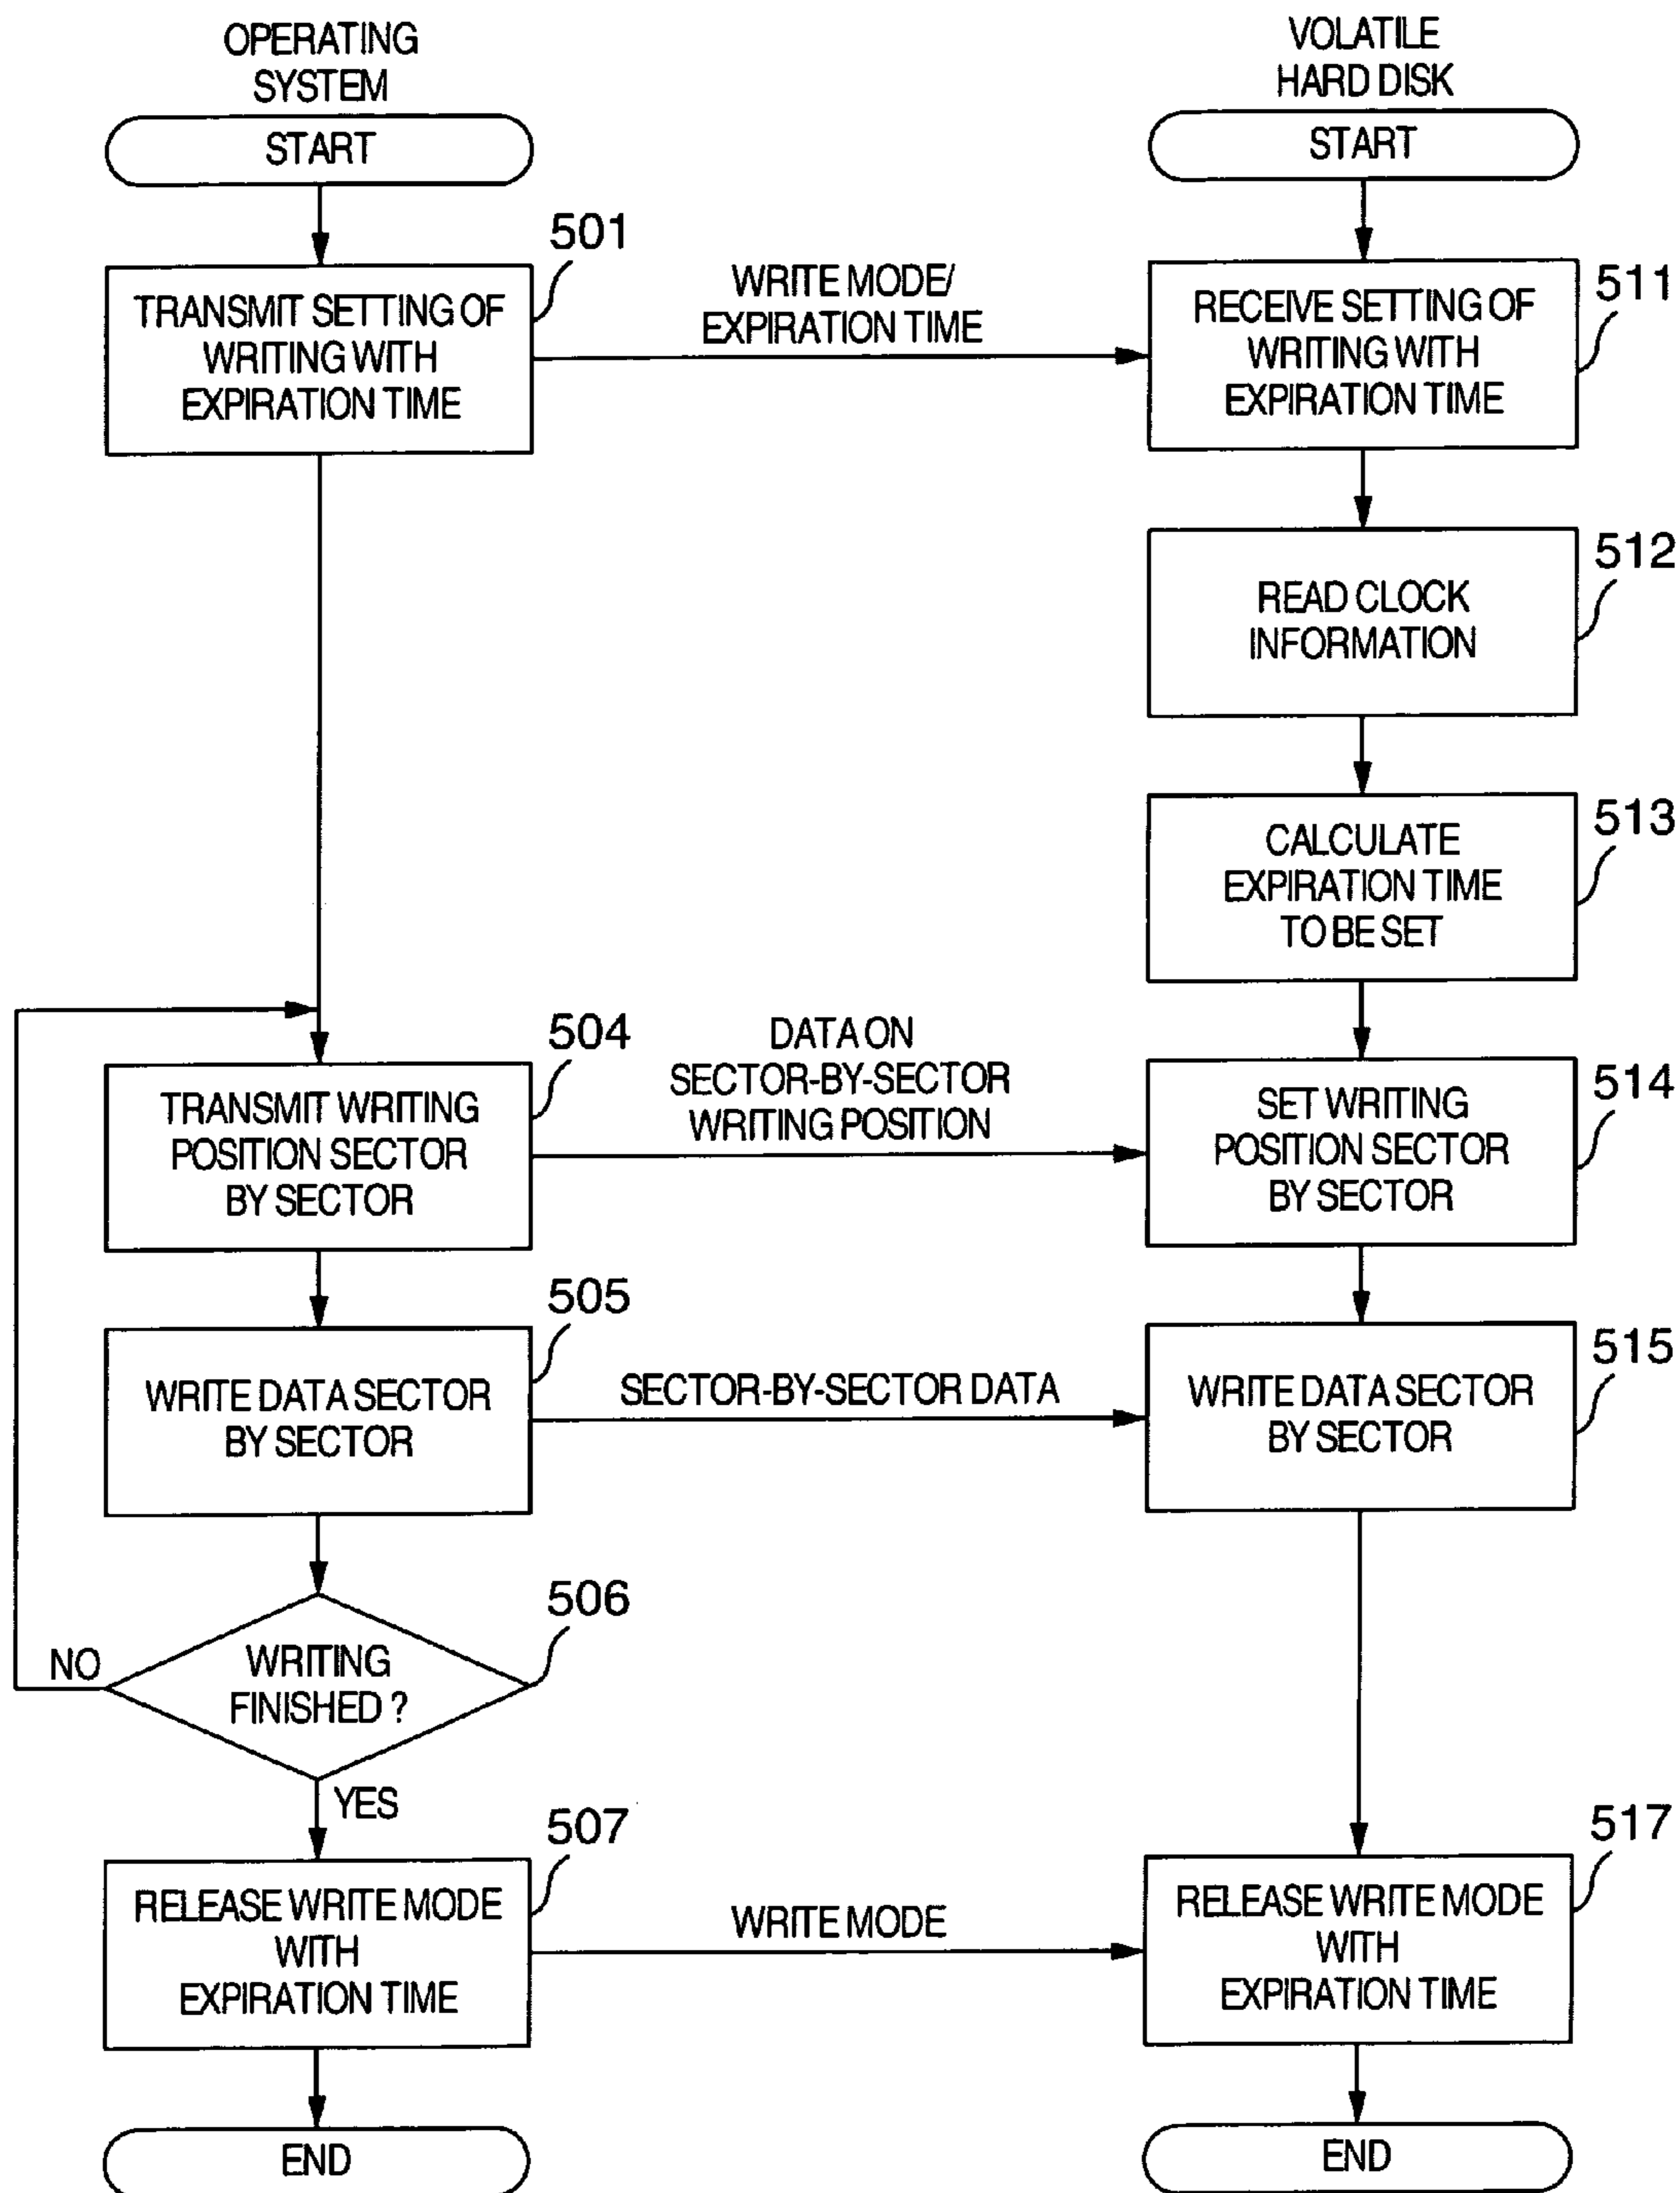 OPERATING
SYSTEM
START
501
TRANSMIT SETTING OF
WRITING WITH
EXPIRATION TIME
WRITE MODE/
EXPIRATION TIME
504
TRANSMIT WRITING
POSITION SECTOR
BY SECTOR
DATA ON
SECTOR-BY-SECTOR
WRITING POSITION
505
WRITE DATA SECTOR
BY SECTOR
SECTOR-BY-SECTOR DATA
506
WRITING
FINISHED ?
NO
YES
507
RELEASE WRITE MODE
WITH
EXPIRATION TIME
WRITE MODE
END
VOLATILE
HARD DISK
START
511
RECEIVE SETTING OF
WRITING WITH
EXPIRATION TIME
512
READ CLOCK
INFORMATION
513
CALCULATE
EXPIRATION TIME
TO BE SET
514
SET WRITING
POSITION SECTOR
BY SECTOR
515
WRITE DATA SECTOR
BY SECTOR
517
RELEASE WRITE MODE
WITH
EXPIRATION TIME
END